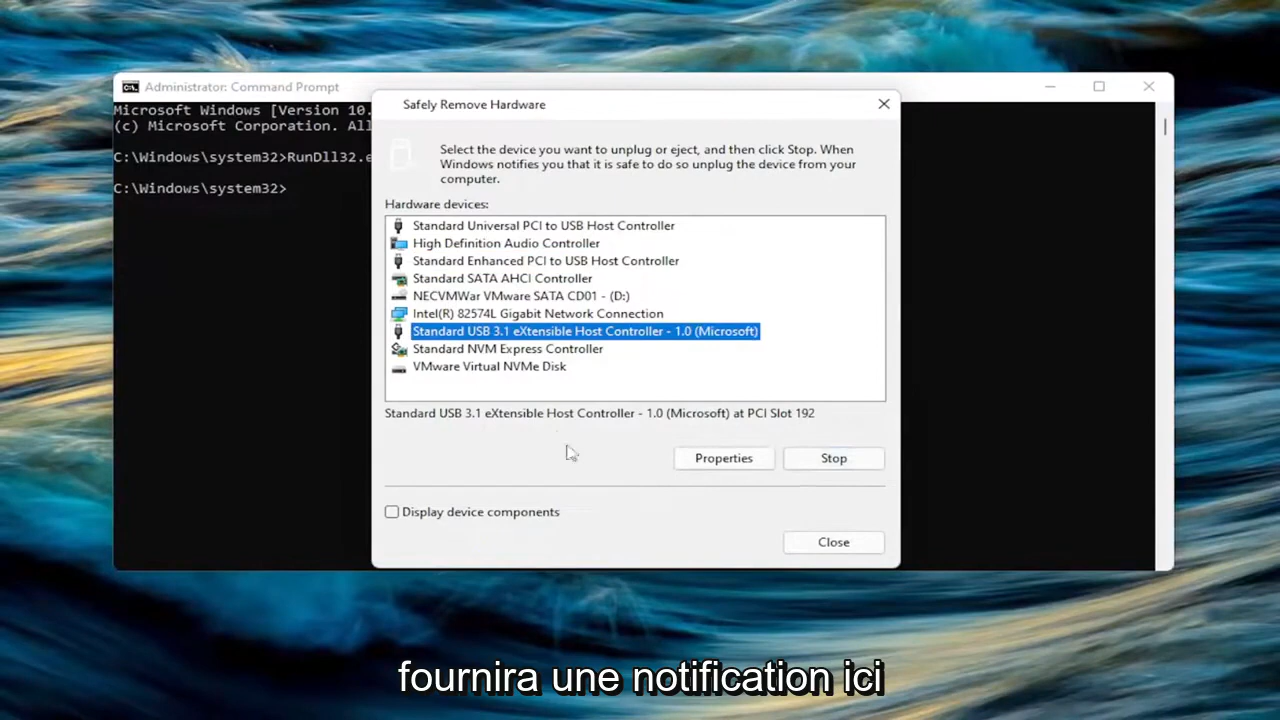 Administrator: Command Prompt
Microsoft Windows [Version 10.
(c) Microsoft Corporation. All
C:\Windows\system32>RunDll32.e
C:\Windows\system32>
Safely Remove Hardware
Select the device you want to unplug or eject, and then click Stop. When
Windows notifies you that it is safe to do so unplug the device from your
computer.
Hardware devices:
Standard Universal PCI to USB Host Controller
High Definition Audio Controller
Standard Enhanced PCI to USB Host Controller
Standard SATA AHCI Controller
NECVMWar VMware SATA CD01 - (D:)
Intel(R) 82574L Gigabit Network Connection
Standard USB 3.1 eXtensible Host Controller - 1.0 (Microsoft)
Standard NVM Express Controller
VMware Virtual NVMe Disk
Standard USB 3.1 eXtensible Host Controller - 1.0 (Microsoft) at PCI Slot 192
Properties
Stop
Display device components
Close
fournira une notification ici